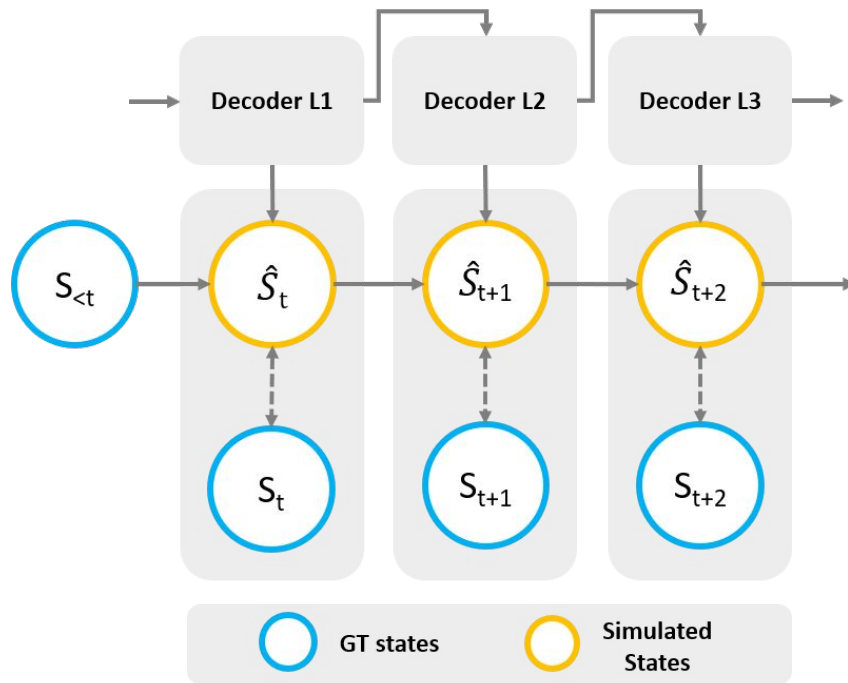 Decoder L1 Decoder L2 Decoder L3
S<t Ŝt Ŝt+1 Ŝt+2
St St+1 St+2
GT states Simulated
States